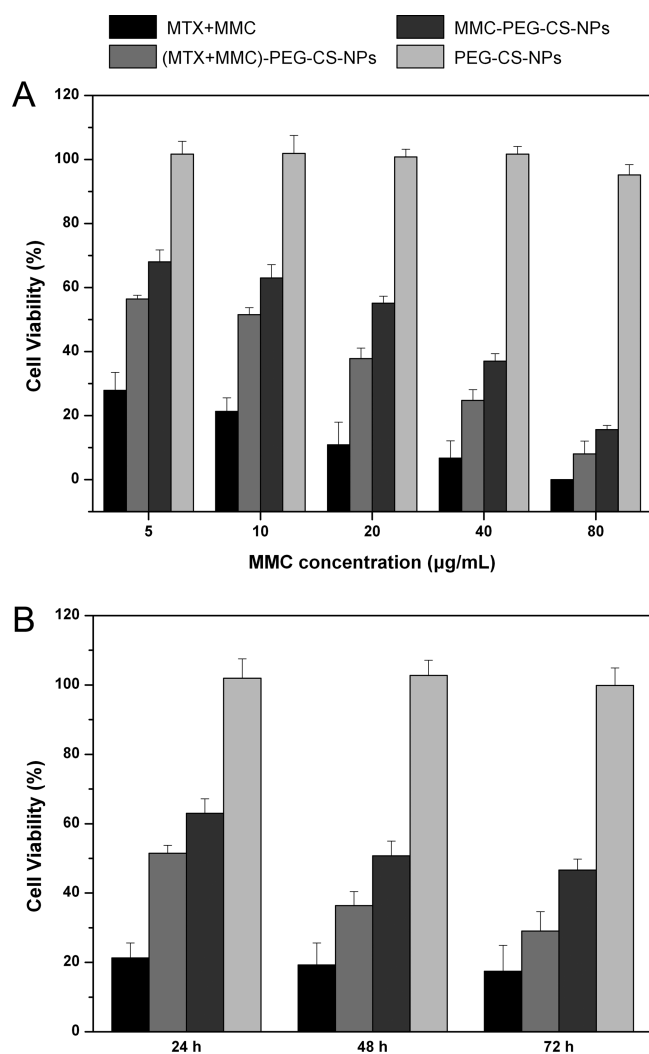 MTX+MMC MMC-PEG-CS-NPs
(MTX+MMC)-PEG-CS-NPs PEG-CS-NPs
A
120
100
80
60
40
20
0
Cell Viability (%)
5 10 20 40 80
MMC concentration (µg/mL)
B
120
100
80
60
40
20
0
Cell Viability (%)
24 h 48 h 72 h